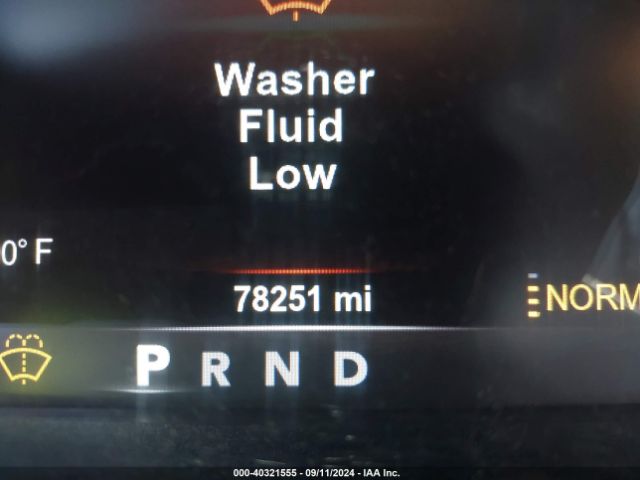 Washer
Fluid
Low
0° F
78251 mi
NORM
P R N D
000-40321555 - 09/11/2024 - IAA Inc.